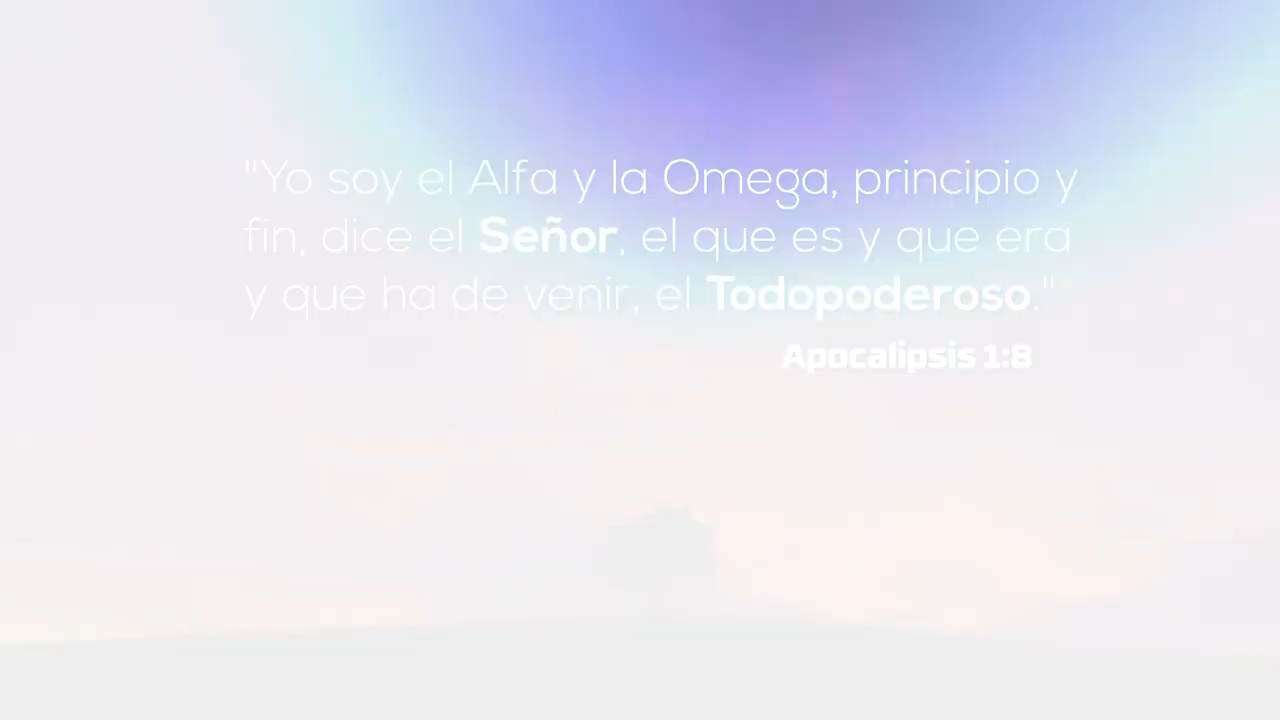 "Yo soy el Alfa y la Omega, principio y
fin, dice el Señor, el que es y que era
y que ha de venir, el Todopoderoso."
Apocalipsis 1:8